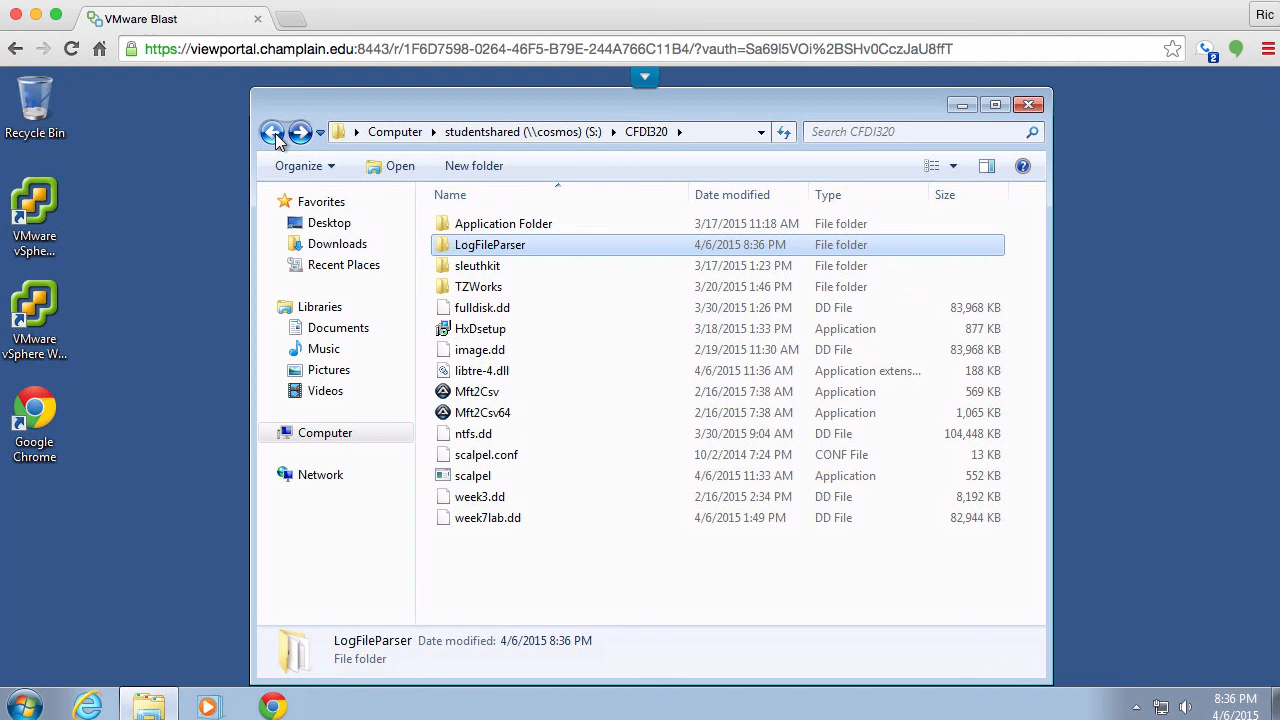 VMware Blast
Ric
https://viewportal.champlain.edu:8443/r/1F6D7598-0264-46F5-B79E-244A766C11B4/?vauth=Sa69l5VOi%2BSHv0CczJaU8ffT
2
Recycle Bin
VMware
vSphe...
VMware
vSphere W...
Google
Chrome
Computer studentshared (\\cosmos) (S:) CFDI320
Search CFDI320
Organize Open New folder
Favorites
Desktop
Downloads
Recent Places
Libraries
Documents
Music
Pictures
Videos
Computer
Network
Name Date modified Type Size
Application Folder 3/17/2015 11:18 AM File folder
LogFileParser 4/6/2015 8:36 PM File folder
sleuthkit 3/17/2015 1:23 PM File folder
TZWorks 3/20/2015 1:46 PM File folder
fulldisk.dd 3/30/2015 1:26 PM DD File 83,968 KB
HxDsetup 3/18/2015 1:33 PM Application 877 KB
image.dd 2/19/2015 11:30 AM DD File 83,968 KB
libtre-4.dll 4/6/2015 11:36 AM Application extens... 188 KB
Mft2Csv 2/16/2015 7:38 AM Application 569 KB
Mft2Csv64 2/16/2015 7:38 AM Application 1,065 KB
ntfs.dd 3/30/2015 9:04 AM DD File 104,448 KB
scalpel.conf 10/2/2014 7:24 PM CONF File 13 KB
scalpel 4/6/2015 11:33 AM Application 552 KB
week3.dd 2/16/2015 2:34 PM DD File 8,192 KB
week7lab.dd 4/6/2015 1:49 PM DD File 82,944 KB
LogFileParser Date modified: 4/6/2015 8:36 PM
File folder
8:36 PM
4/6/2015